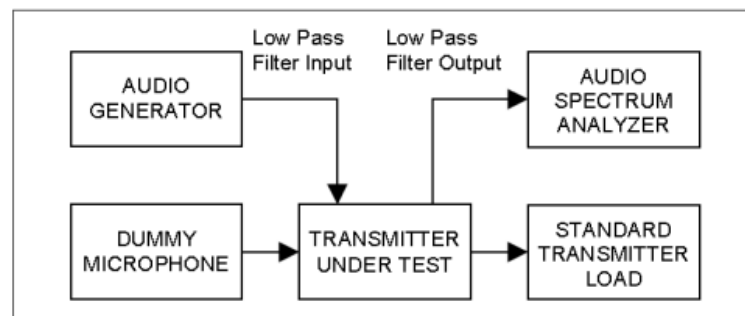 Low Pass
Filter Input
Low Pass
Filter Output
AUDIO
GENERATOR
AUDIO
SPECTRUM
ANALYZER
DUMMY
MICROPHONE
TRANSMITTER
UNDER TEST
STANDARD
TRANSMITTER
LOAD